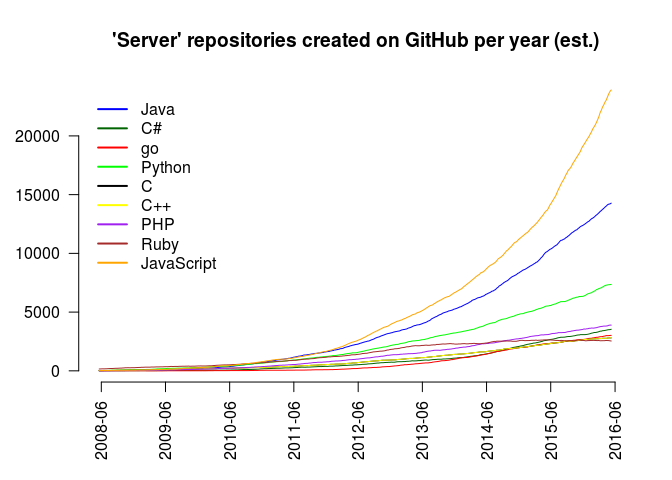 'Server' repositories created on GitHub per year (est.)
Java
C#
go
Python
C
C++
PHP
Ruby
JavaScript
20000
15000
10000
5000
0
2008-06
2009-06
2010-06
2011-06
2012-06
2013-06
2014-06
2015-06
2016-06